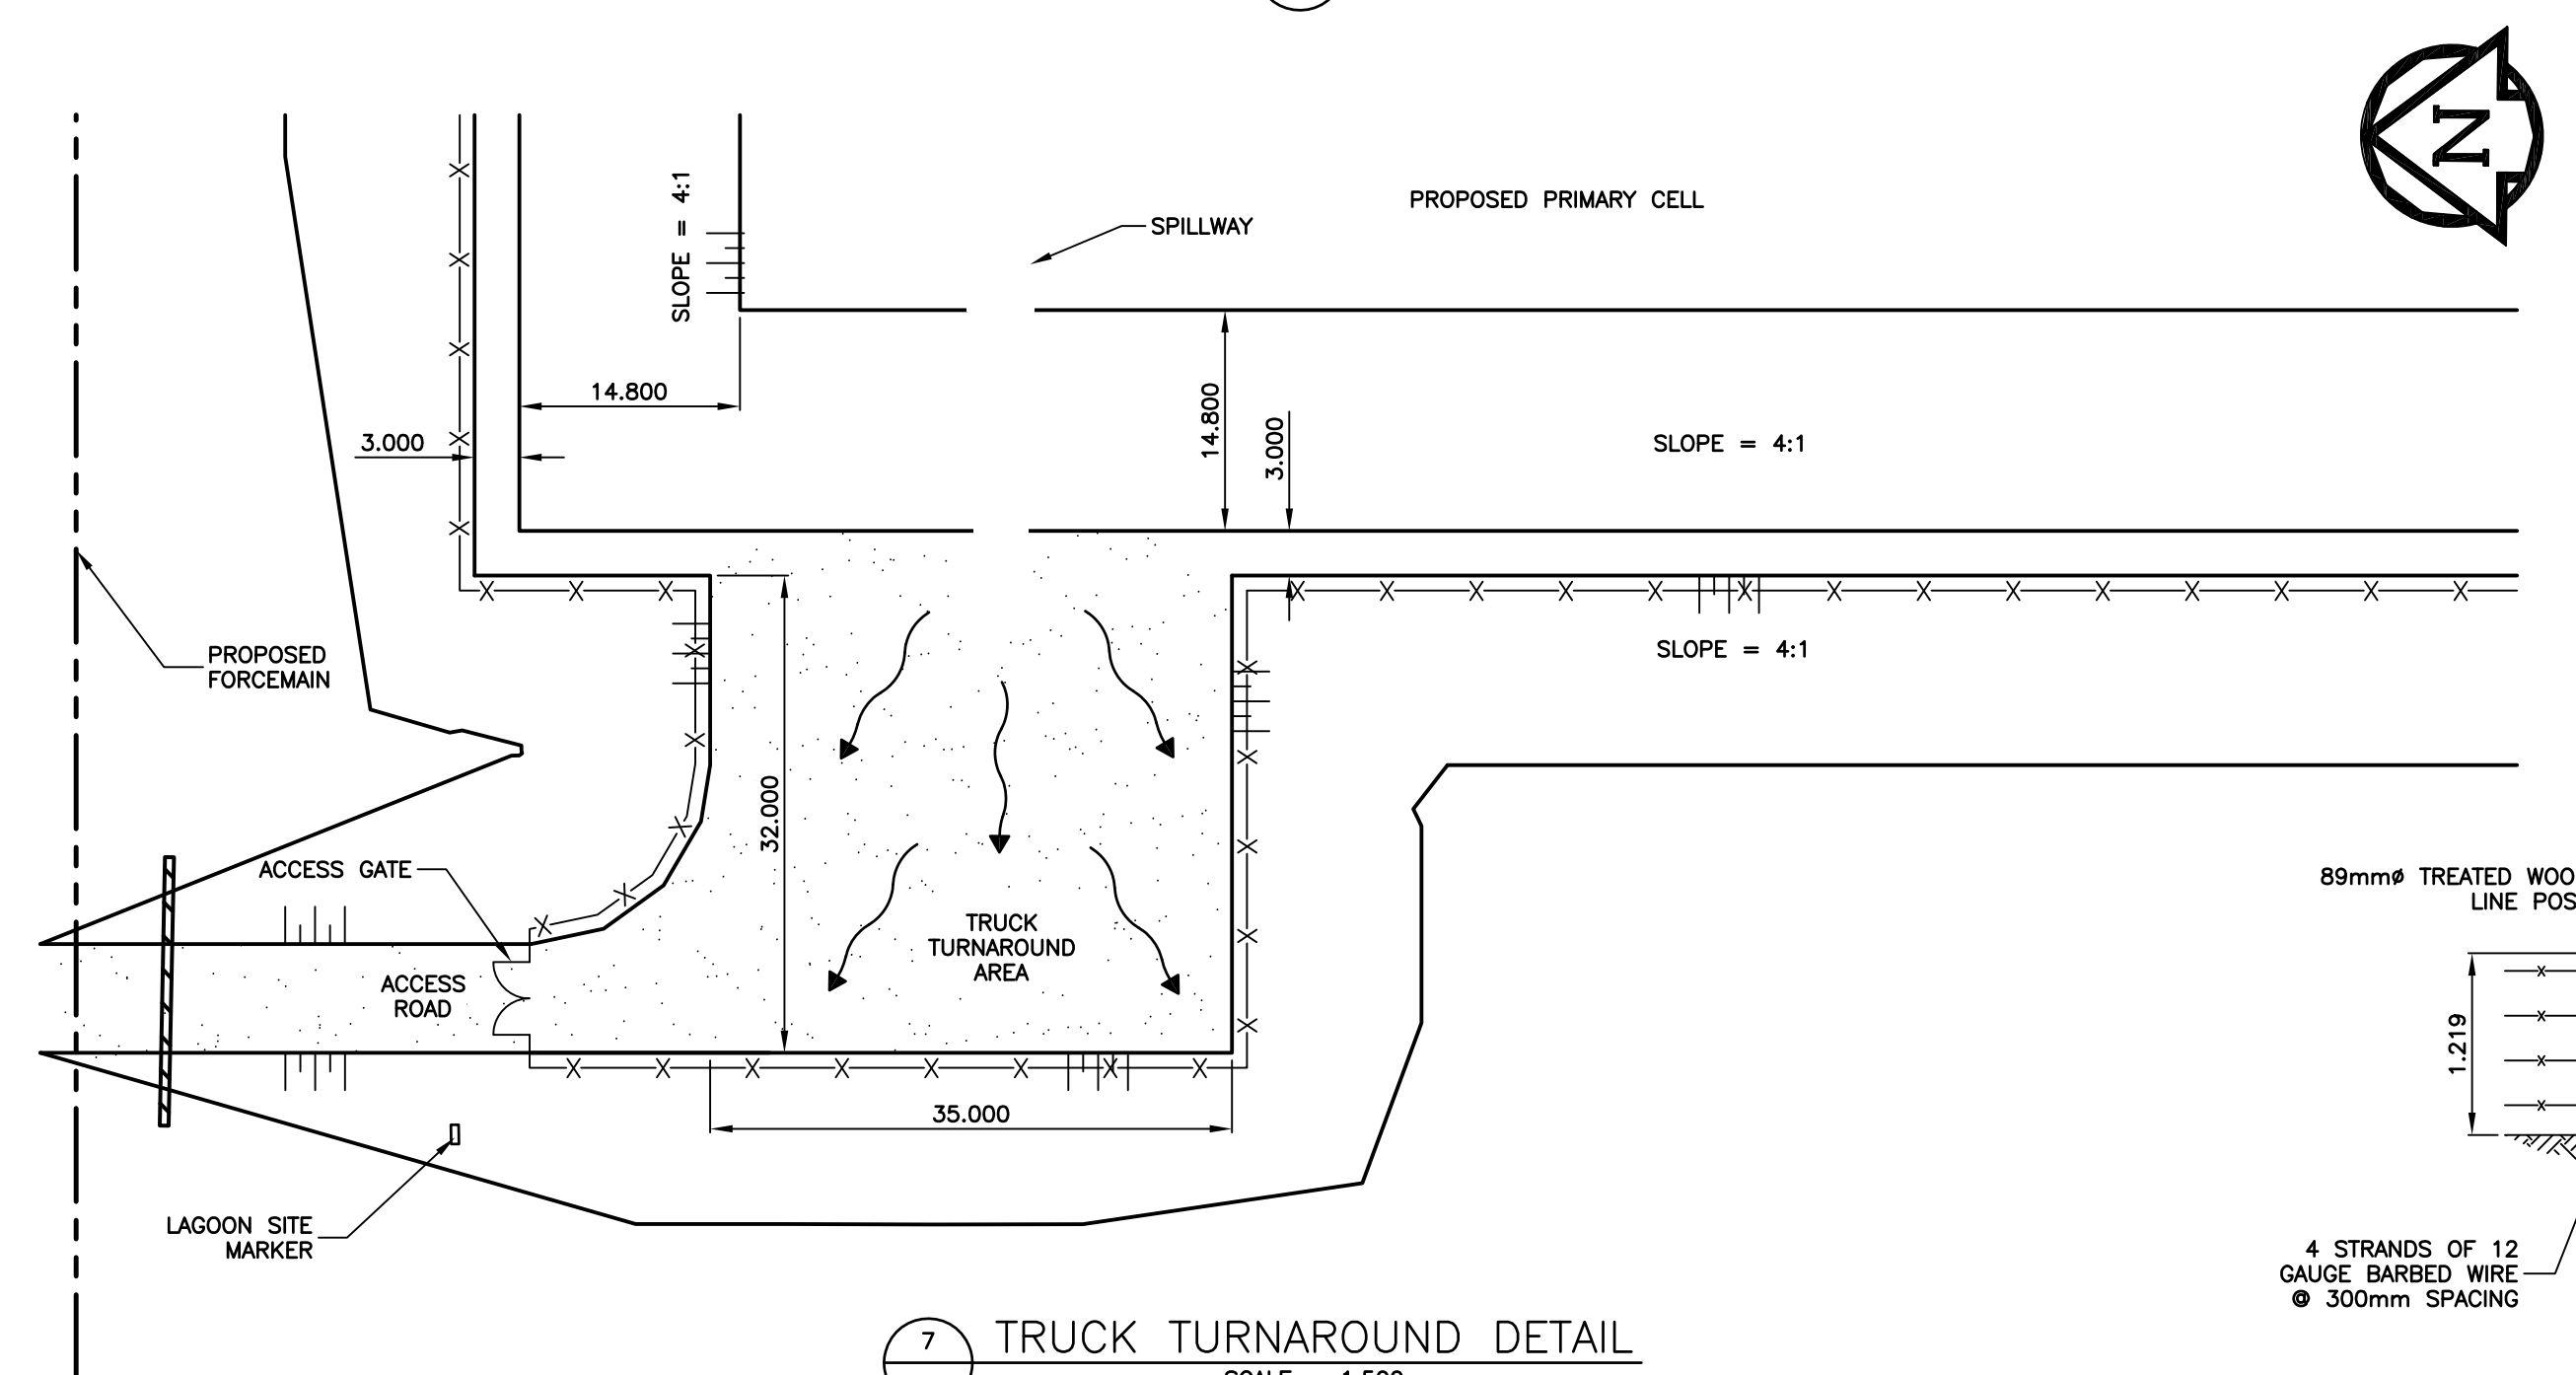 N
PROPOSED PRIMARY CELL
SPILLWAY
SLOPE = 4:1
14.800
3.000
14.800
3.000
SLOPE = 4:1
SLOPE = 4:1
PROPOSED
FORCEMAIN
32.000
ACCESS GATE
ACCESS
ROAD
TRUCK
TURNAROUND
AREA
35.000
LAGOON SITE
MARKER
89mmø TREATED WOO
LINE POS
1.219
4 STRANDS OF 12
GAUGE BARBED WIRE
@ 300mm SPACING
7
TRUCK TURNAROUND DETAIL